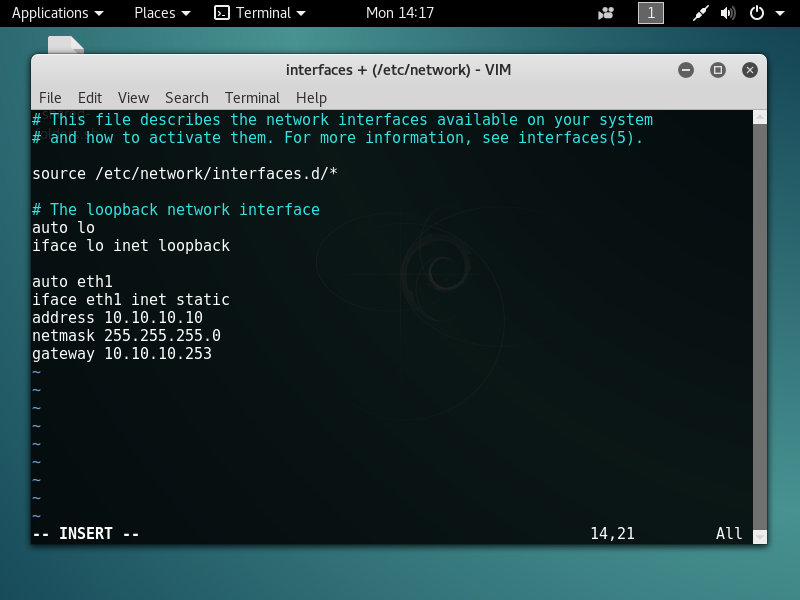 Applications Places Terminal Mon 14:17 1
interfaces + (/etc/network) - VIM
File Edit View Search Terminal Help
# This file describes the network interfaces available on your system
# and how to activate them. For more information, see interfaces(5).
source /etc/network/interfaces.d/*
# The loopback network interface
auto lo
iface lo inet loopback
auto eth1
iface eth1 inet static
address 10.10.10.10
netmask 255.255.255.0
gateway 10.10.10.253
~
~
~
~
~
~
~
~
~
-- INSERT -- 14,21 All